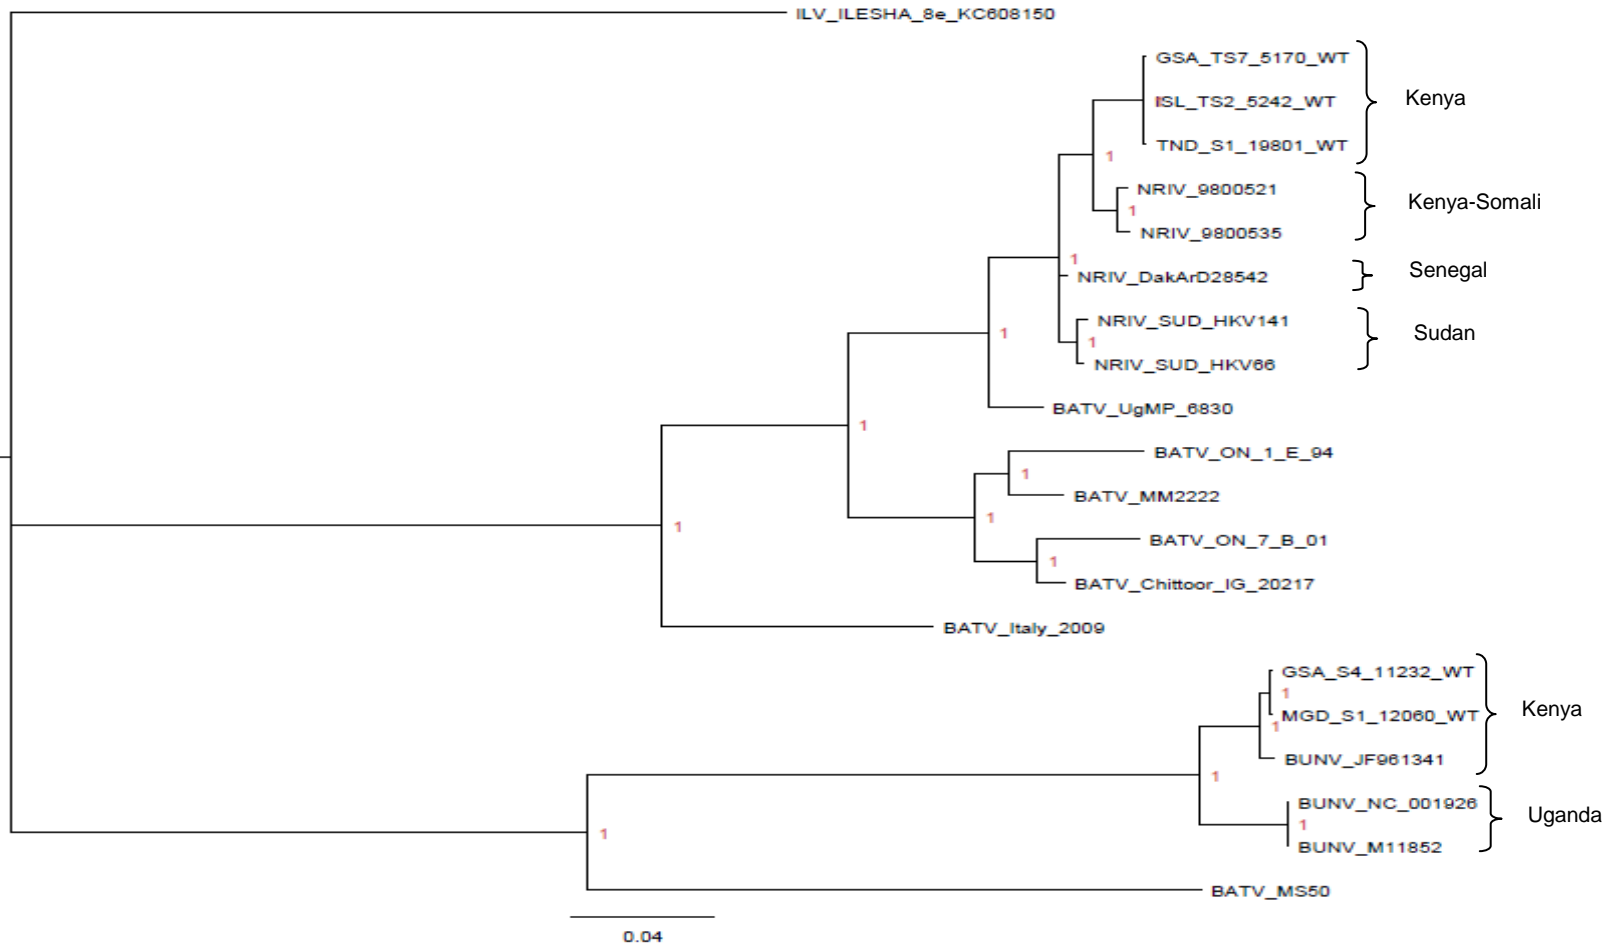 ILV_ILESHA_8e_KC608150
GSA_TS7_5170_WT
ISL_TS2_5242_WT
Kenya
TND_S1_19801_WT
1
NRIV_9800521
1
Kenya-Somali
NRIV_9800535
1
NRIV_DakArD28542
Senegal
NRIV_SUD_HKV141
1
1
Sudan
NRIV_SUD_HKV66
BATV_UgMP_6830
1
BATV_ON_1_E_94
1
BATV_MM2222
1
1
BATV_ON_7_B_01
1
BATV_Chittoor_IG_20217
BATV_Italy_2009
GSA_S4_11232_WT
1
MGD_S1_12060_WT
1
Kenya
BUNV_JF961341
1
BUNV_NC_001926
1
Uganda
1
BUNV_M11852
BATV_MS50
0.04